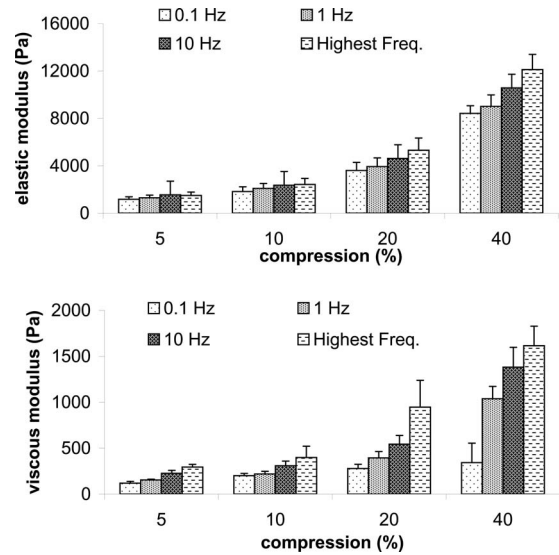 0.1 Hz 1 Hz
10 Hz Highest Freq.
elastic modulus (Pa)
16000
12000
8000
4000
0
5 10 20 40
compression (%)
0.1 Hz 1 Hz
10 Hz Highest Freq.
viscous modulus (Pa)
2000
1500
1000
500
0
5 10 20 40
compression (%)